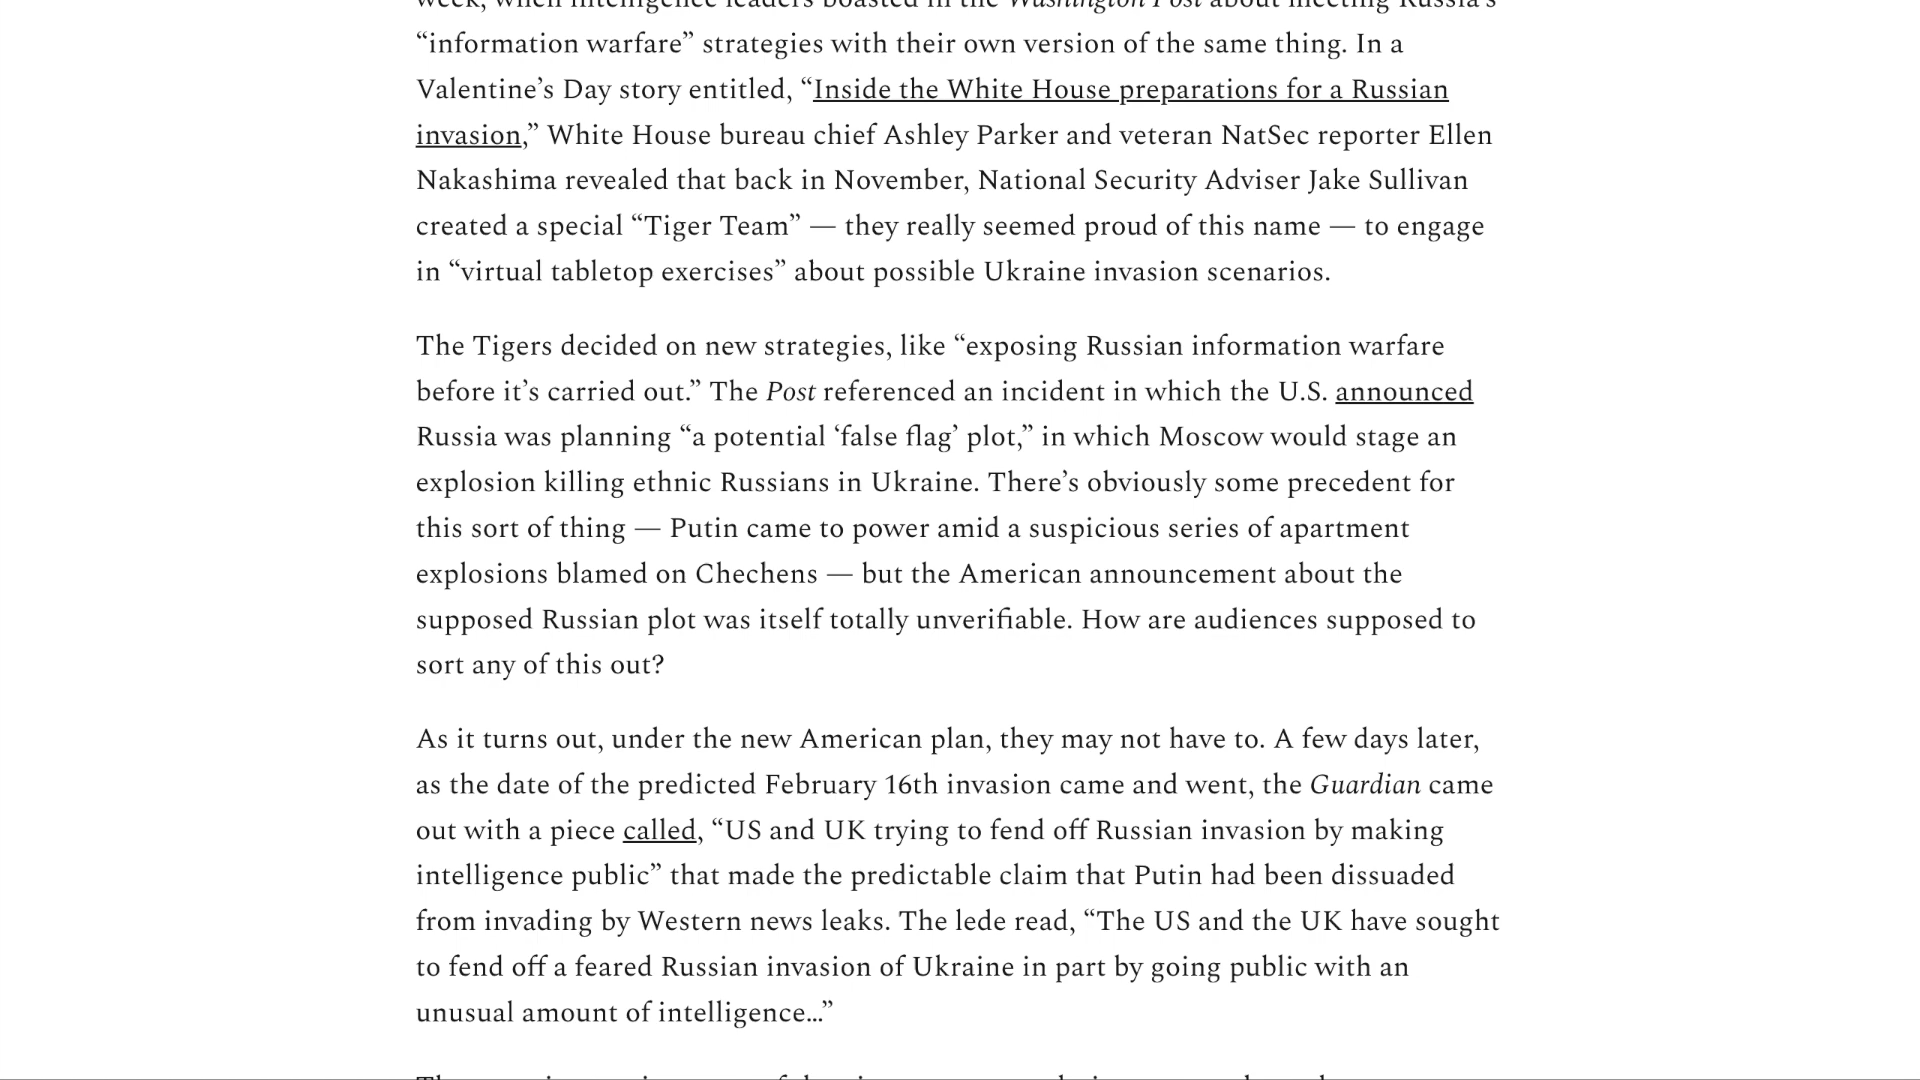 week, when intelligence leaders boasted in the Washington Post about meeting Russia’s
“information warfare” strategies with their own version of the same thing. In a
Valentine’s Day story entitled, “Inside the White House preparations for a Russian
invasion,” White House bureau chief Ashley Parker and veteran NatSec reporter Ellen
Nakashima revealed that back in November, National Security Adviser Jake Sullivan
created a special “Tiger Team” — they really seemed proud of this name — to engage
in “virtual tabletop exercises” about possible Ukraine invasion scenarios.
The Tigers decided on new strategies, like “exposing Russian information warfare
before it’s carried out.” The Post referenced an incident in which the U.S. announced
Russia was planning “a potential ‘false flag’ plot,” in which Moscow would stage an
explosion killing ethnic Russians in Ukraine. There’s obviously some precedent for
this sort of thing — Putin came to power amid a suspicious series of apartment
explosions blamed on Chechens — but the American announcement about the
supposed Russian plot was itself totally unverifiable. How are audiences supposed to
sort any of this out?
As it turns out, under the new American plan, they may not have to. A few days later,
as the date of the predicted February 16th invasion came and went, the Guardian came
out with a piece called, “US and UK trying to fend off Russian invasion by making
intelligence public” that made the predictable claim that Putin had been dissuaded
from invading by Western news leaks. The lede read, “The US and the UK have sought
to fend off a feared Russian invasion of Ukraine in part by going public with an
unusual amount of intelligence…”